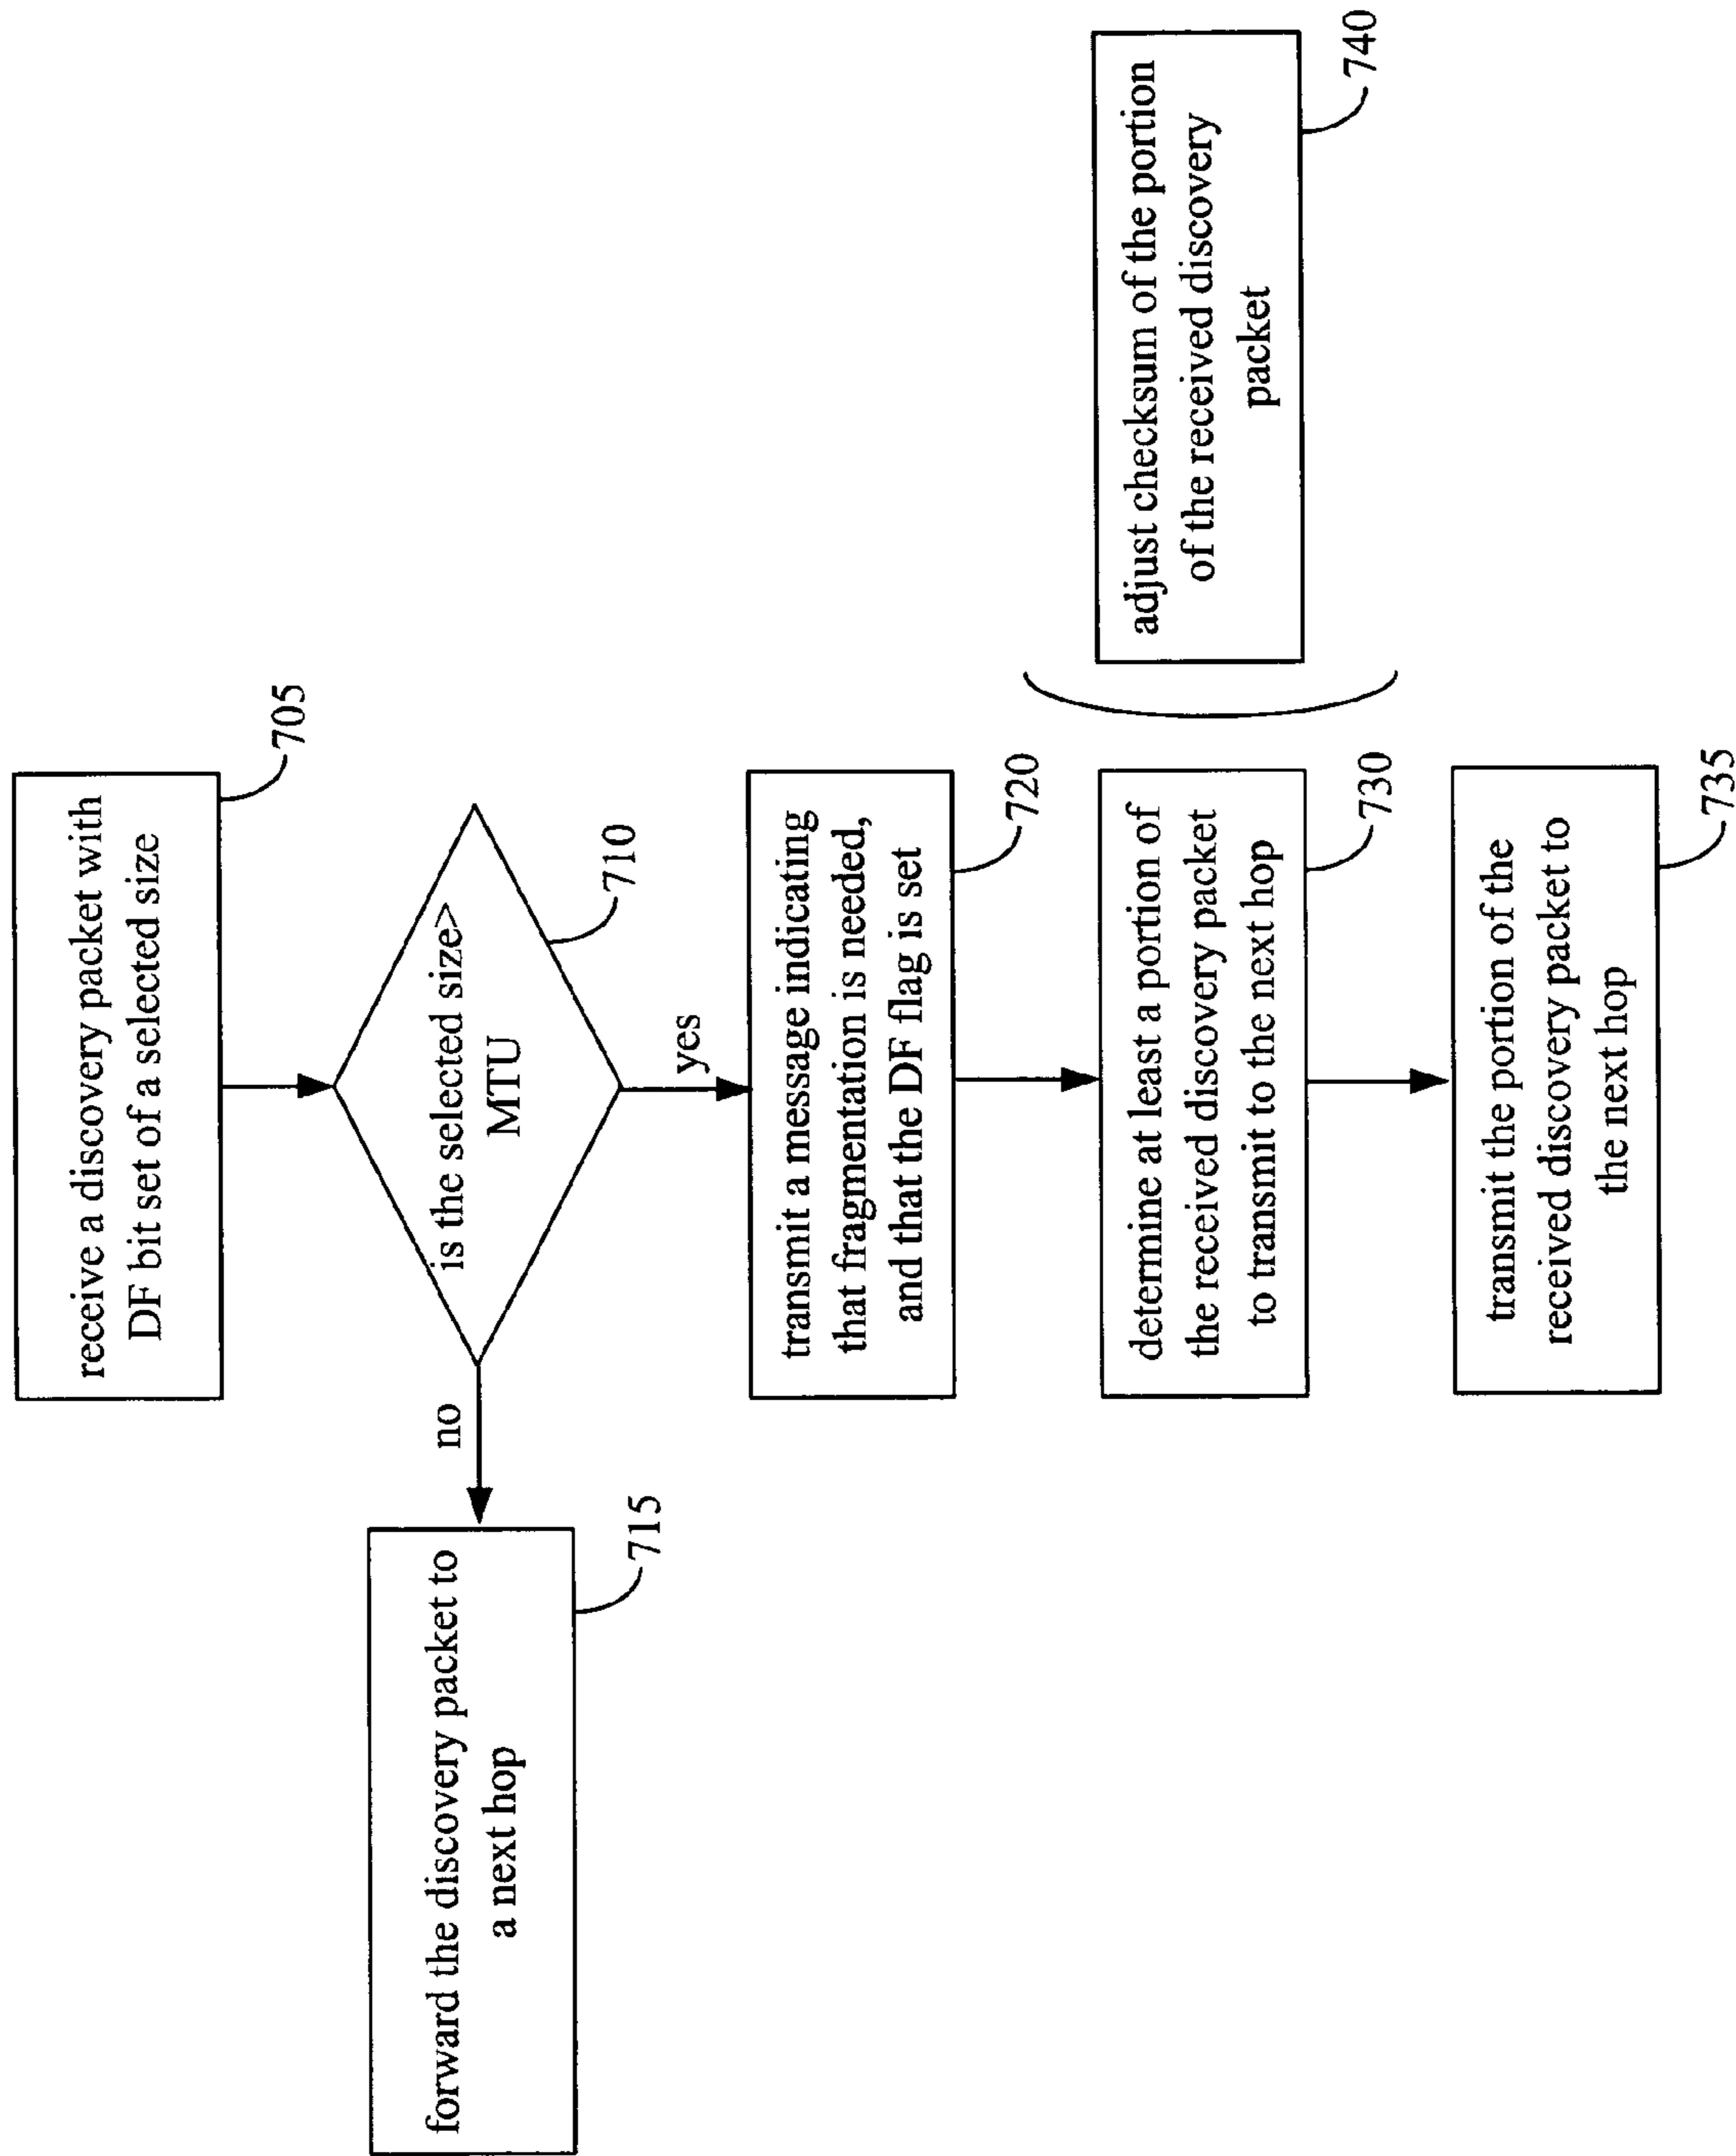 receive a discovery packet with
DF bit set of a selected size
705
is the selected size>
MTU
710
no
yes
forward the discovery packet to
a next hop
715
transmit a message indicating
that fragmentation is needed,
and that the DF flag is set
720
determine at least a portion of
the received discovery packet
to transmit to the next hop
730
adjust checksum of the portion
of the received discovery
packet
740
transmit the portion of the
received discovery packet to
the next hop
735